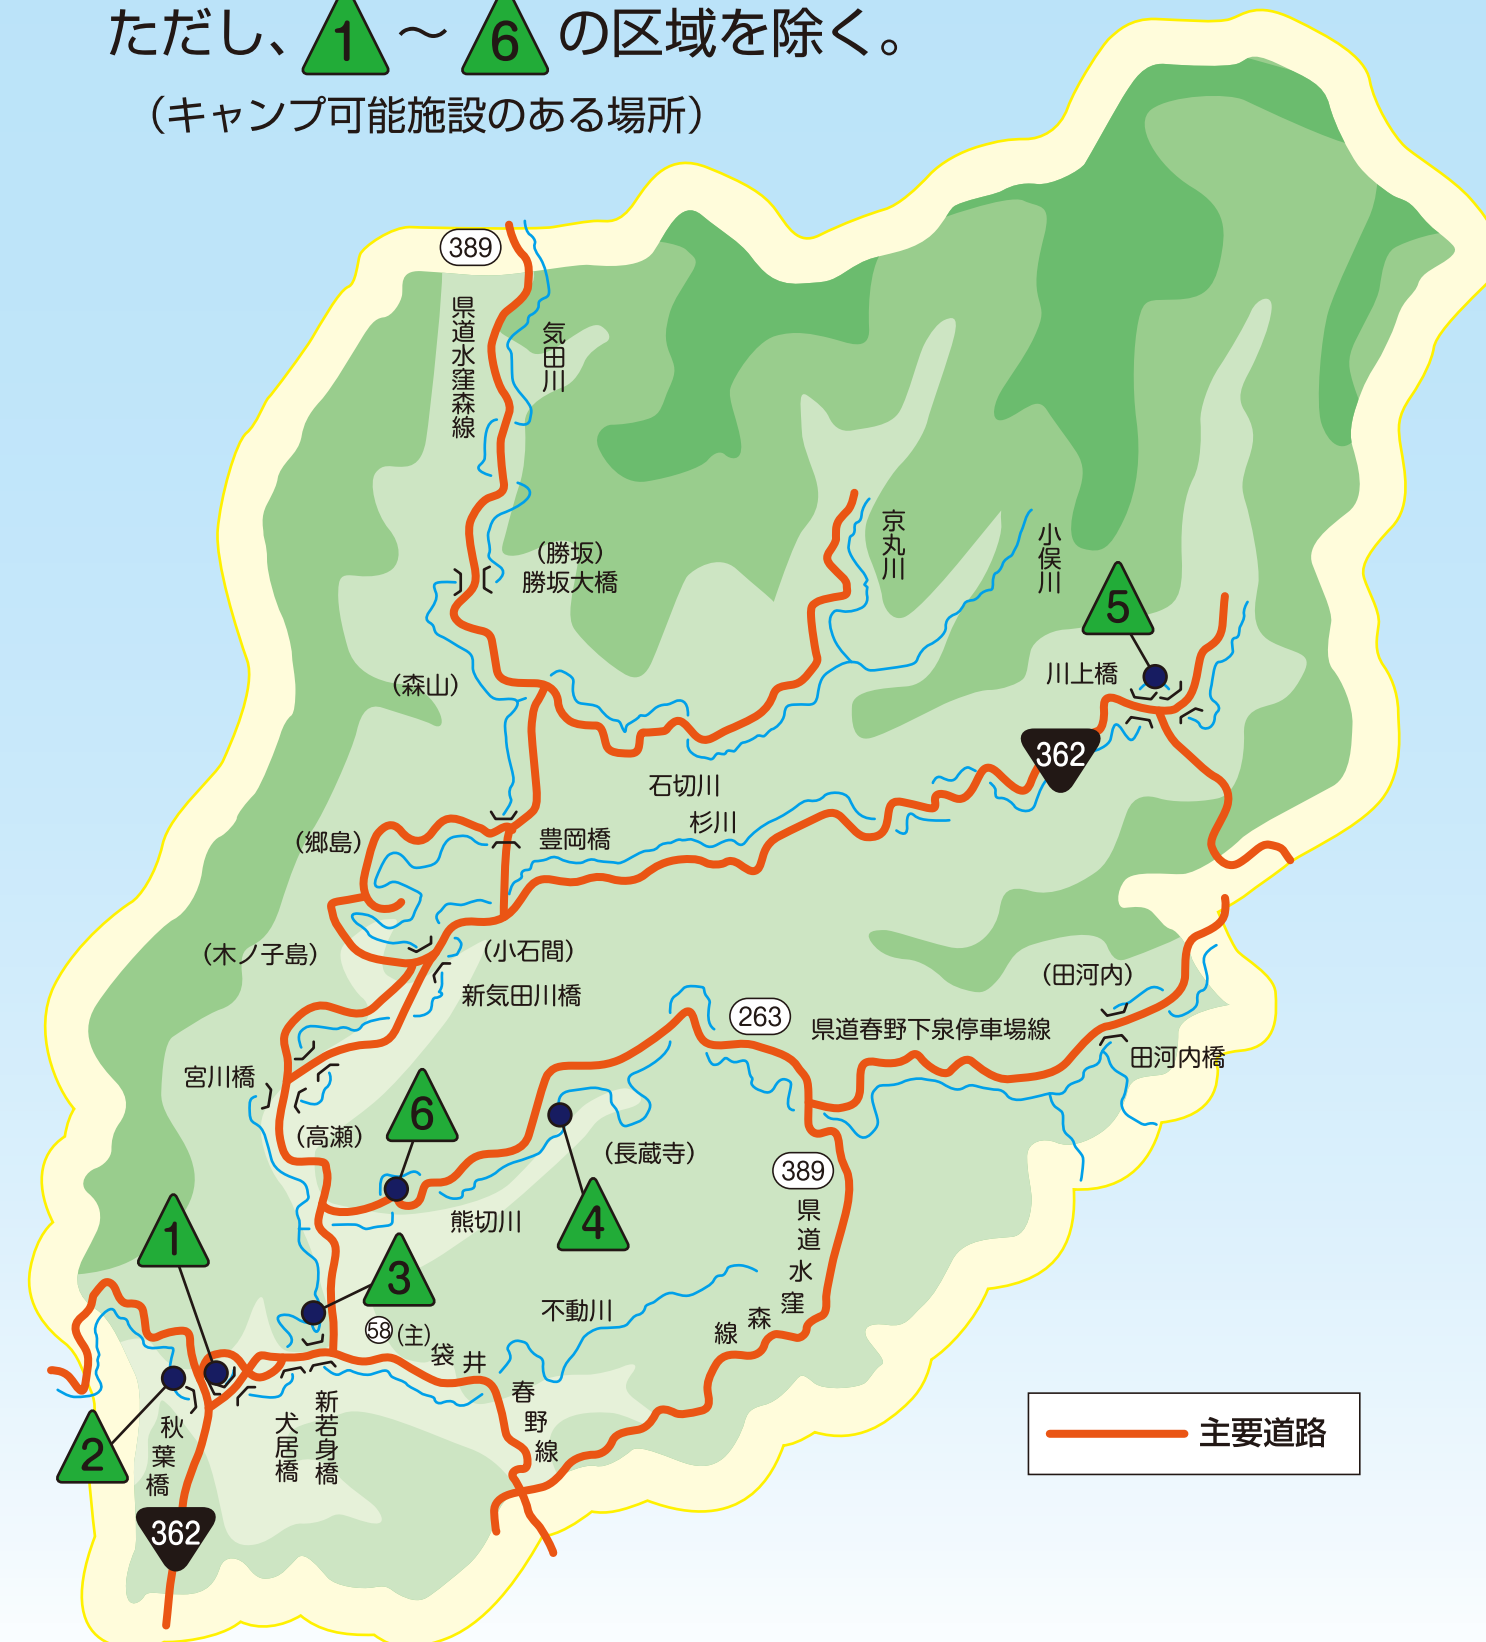 ただし、1～6の区域を除く。
（キャンプ可能施設のある場所）
389
県道水窪森線
気田川
（勝坂）
勝坂大橋
京丸川
小俣川
5
川上橋
（森山）
362
石切川
杉川
（郷島）
豊岡橋
（木ノ子島）
（小石間）
新気田川橋
（田河内）
263
県道春野下泉停車場線
田河内橋
宮川橋
6
（高瀬）
（長蔵寺）
389
県道水窪森線
熊切川
4
1
3
不動川
58（主）袋井春野線
2
秋葉橋
犬居橋
新若身橋
362
主要道路